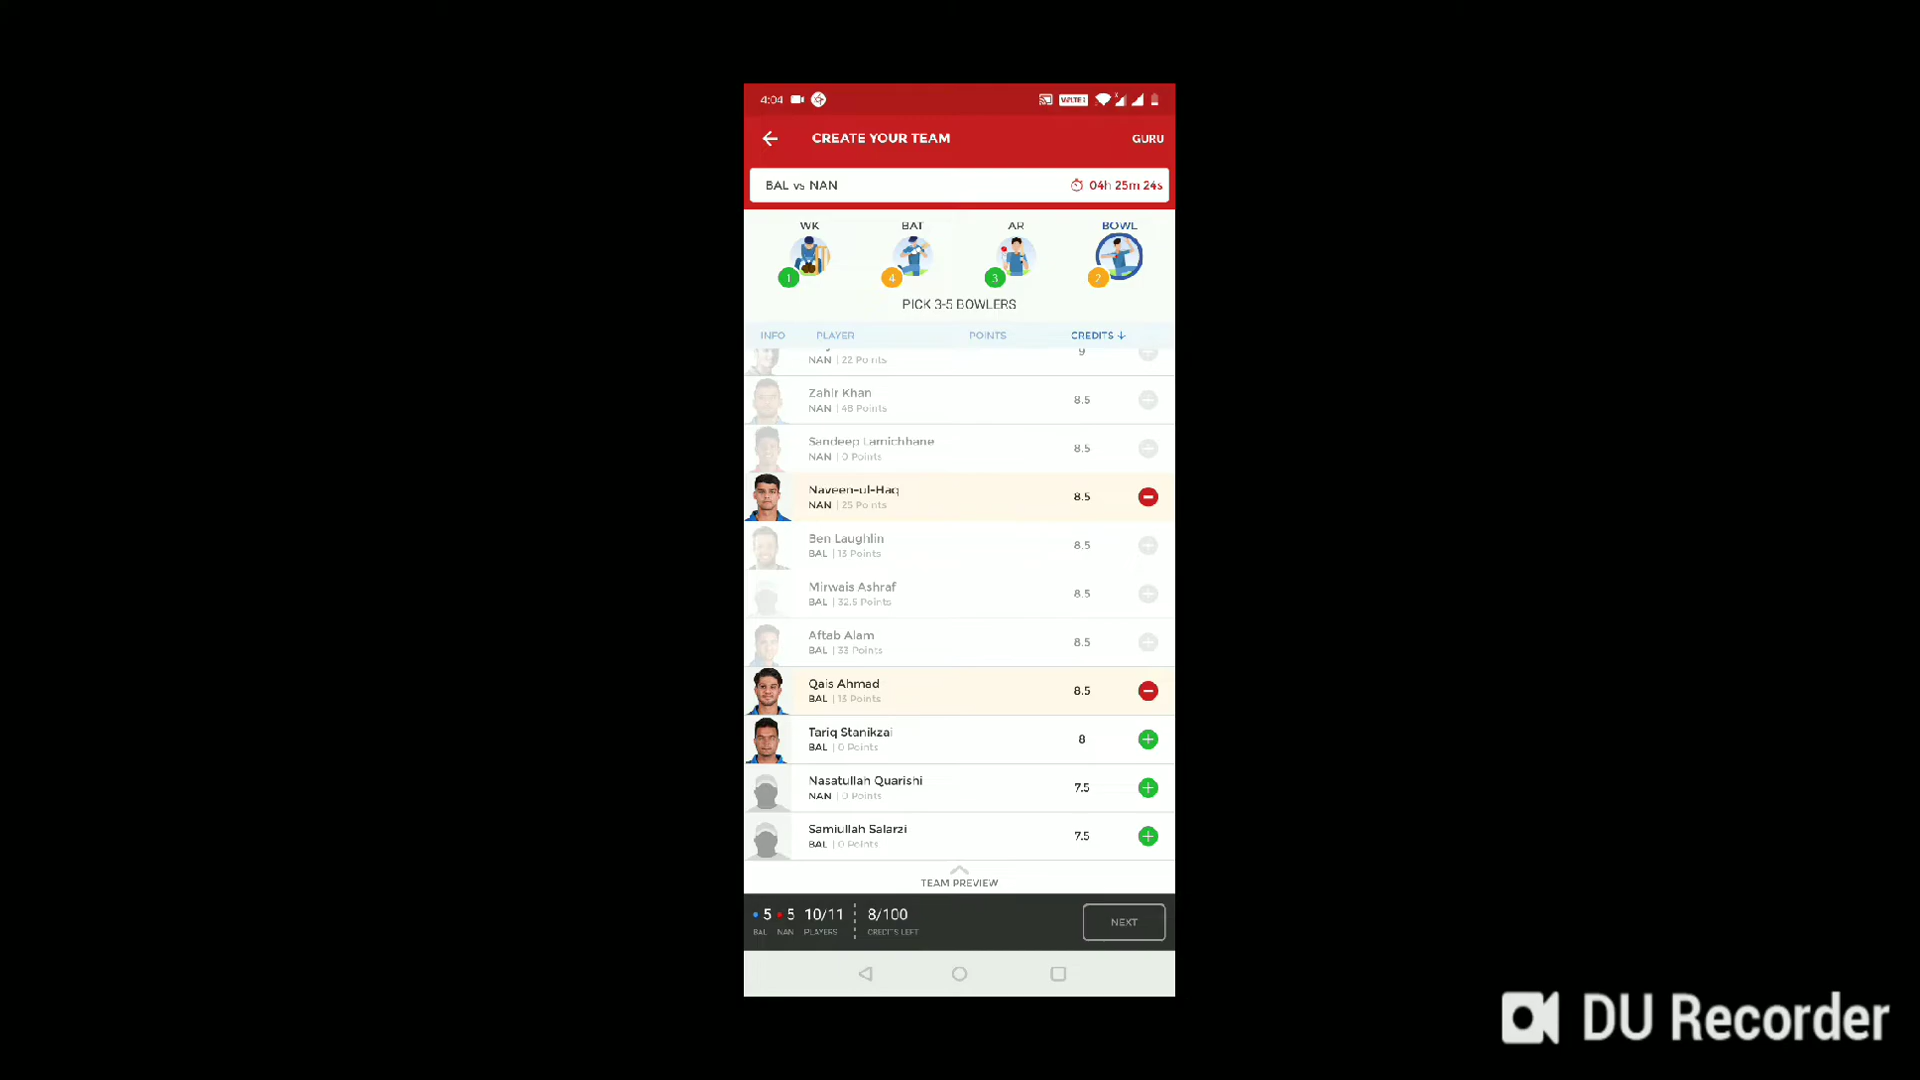 4:04 VoLTE X
CREATE YOUR TEAM GURU
BAL vs NAN 04h 25m 24s
WK BAT AR BOWL
1 4 3 2
PICK 3-5 BOWLERS
INFO PLAYER POINTS CREDITS
9
NAN | 22 Points
Zahir Khan 8.5
NAN | 48 Points
Sandeep Lamichhane 8.5
NAN | 0 Points
Naveen-ul-Haq 8.5
NAN | 25 Points
Ben Laughlin 8.5
BAL | 13 Points
Mirwais Ashraf 8.5
BAL | 32.5 Points
Aftab Alam 8.5
BAL | 33 Points
Qais Ahmad 8.5
BAL | 13 Points
Tariq Stanikzai 8
BAL | 0 Points
Nasatullah Quarishi 7.5
NAN | 0 Points
Samiullah Salarzi 7.5
BAL | 0 Points
TEAM PREVIEW
5 5 10/11 8/100 NEXT
BAL NAN PLAYERS CREDITS LEFT
DU Recorder